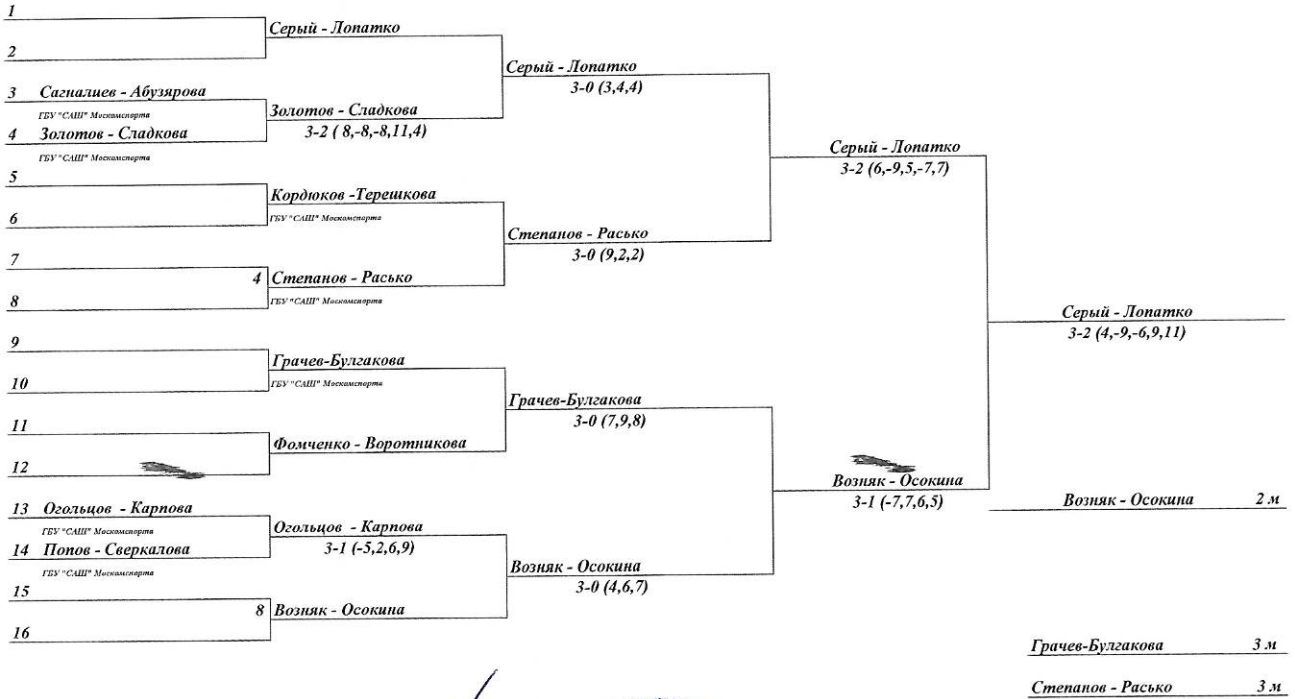 1
Серый - Лопатко
2
Серый - Лопатко
3-0 (3,4,4)
3 Сагналиев - Абузярова
ГБУ "САШ" Москомспорта
Золотов - Сладкова
3-2 ( 8,-8,-8,11,4)
4 Золотов - Сладкова
ГБУ "САШ" Москомспорта
Серый - Лопатко
3-2 (6,-9,5,-7,7)
5
Кордюков -Терешкова
ГБУ "САШ" Москомспорта
6
Степанов - Расько
3-0 (9,2,2)
7
4 Степанов - Расько
ГБУ "САШ" Москомспорта
8
Серый - Лопатко
3-2 (4,-9,-6,9,11)
9
Грачев-Булгакова
ГБУ "САШ" Москомспорта
10
Грачев-Булгакова
3-0 (7,9,8)
11
Фомченко - Воротникова
12
Возняк - Осокина
3-1 (-7,7,6,5)
Возняк - Осокина 2 м
13 Огольцов - Карпова
ГБУ "САШ" Москомспорта
Огольцов - Карпова
3-1 (-5,2,6,9)
14 Попов - Сверкалова
ГБУ "САШ" Москомспорта
Возняк - Осокина
3-0 (4,6,7)
15
8 Возняк - Осокина
16
Грачев-Булгакова 3 м
Степанов - Расько 3 м